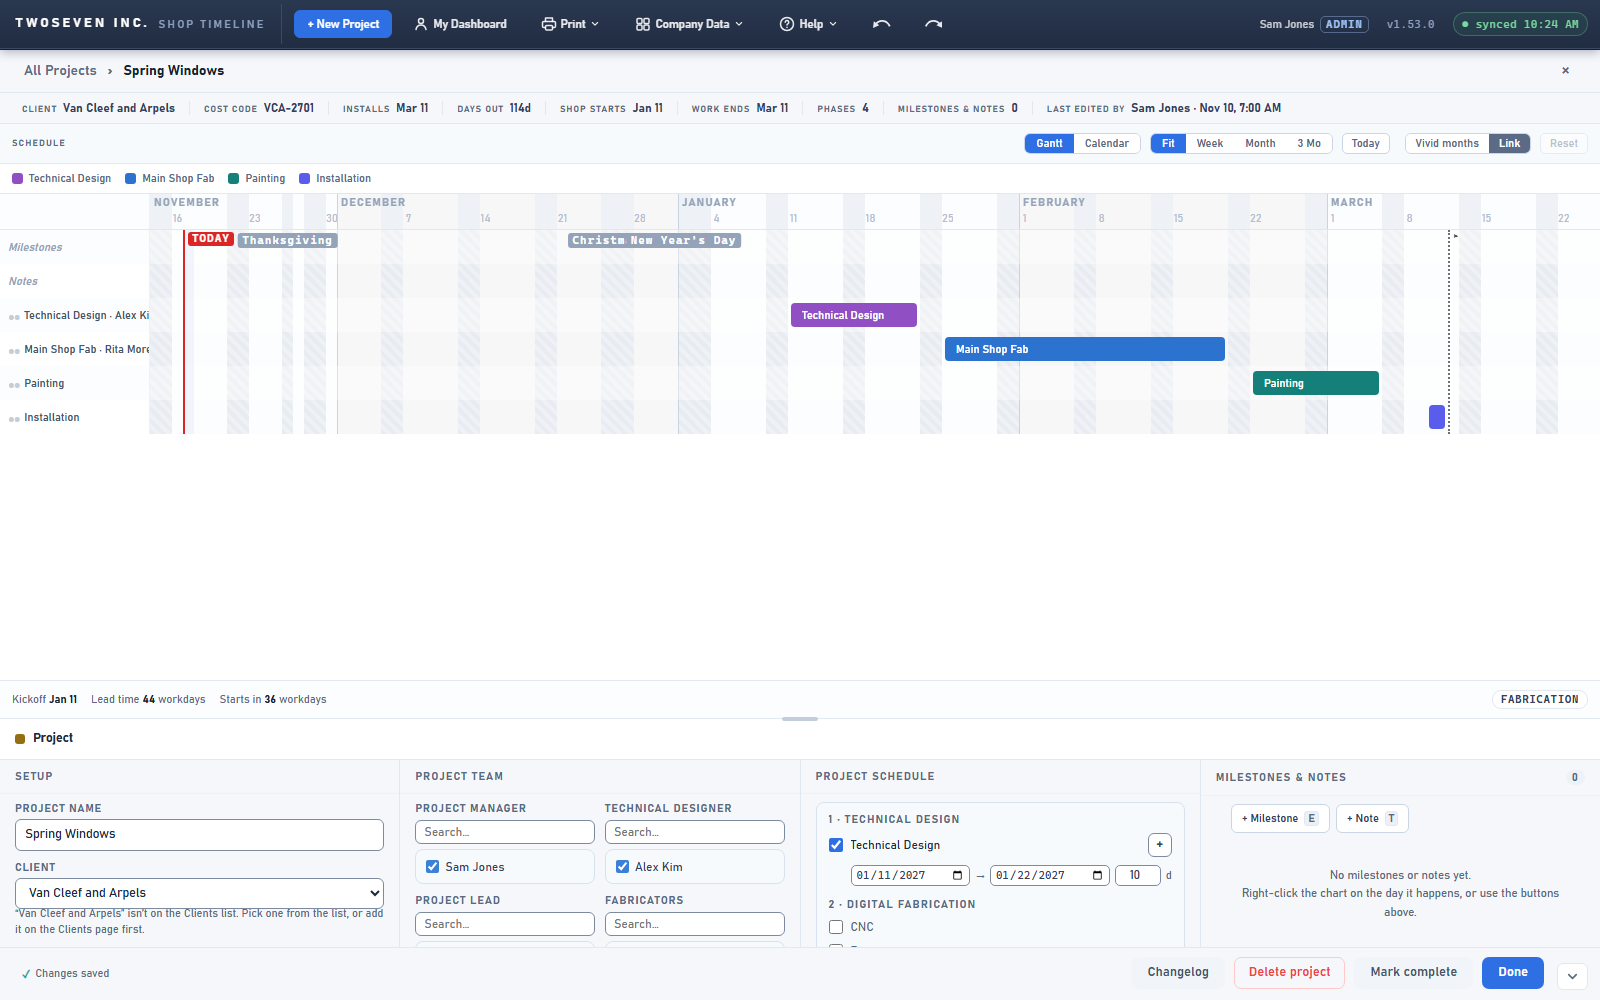 TWOSEVEN INC. SHOP TIMELINE + New Project My Dashboard Print Company Data Help Sam Jones ADMIN v1.53.0 synced 10:24 AM
All Projects › Spring Windows ×
CLIENT Van Cleef and Arpels COST CODE VCA-2701 INSTALLS Mar 11 DAYS OUT 114d SHOP STARTS Jan 11 WORK ENDS Mar 11 PHASES 4 MILESTONES & NOTES 0 LAST EDITED BY Sam Jones · Nov 10, 7:00 AM
SCHEDULE Gantt Calendar Fit Week Month 3 Mo Today Vivid months Link Reset
Technical Design Main Shop Fab Painting Installation
NOVEMBER DECEMBER JANUARY FEBRUARY MARCH
16 23 30 7 14 21 28 4 11 18 25 1 8 15 22 1 8 15 22
Milestones TODAY Thanksgiving Christm New Year's Day
Notes
Technical Design · Alex Ki Technical Design
Main Shop Fab · Rita More Main Shop Fab
Painting Painting
Installation
Kickoff Jan 11 Lead time 44 workdays Starts in 36 workdays FABRICATION
Project
SETUP PROJECT TEAM PROJECT SCHEDULE MILESTONES & NOTES 0
PROJECT NAME
Spring Windows
CLIENT
Van Cleef and Arpels
"Van Cleef and Arpels" isn't on the Clients list. Pick one from the list, or add
it on the Clients page first.
PROJECT MANAGER TECHNICAL DESIGNER
Search... Search...
Sam Jones Alex Kim
PROJECT LEAD FABRICATORS
Search... Search...
1 · TECHNICAL DESIGN
Technical Design +
01/11/2027 → 01/22/2027 10 d
2 · DIGITAL FABRICATION
CNC
+ Milestone E + Note T
No milestones or notes yet.
Right-click the chart on the day it happens, or use the buttons
above.
✓ Changes saved Changelog Delete project Mark complete Done